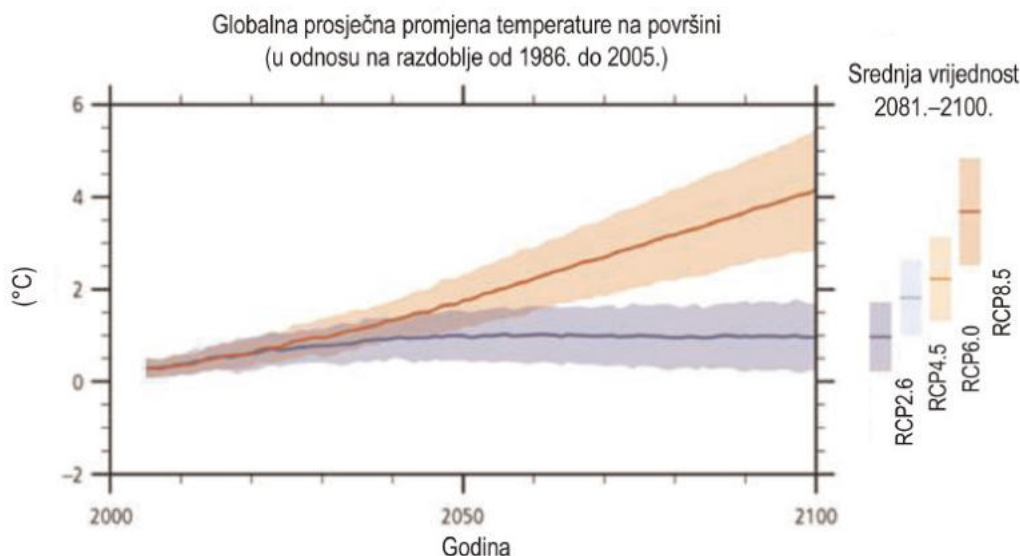 Globalna prosječna promjena temperature na površini
(u odnosu na razdoblje od 1986. do 2005.)
Srednja vrijednost
2081.–2100.
6
4
2
0
–2
(°C)
2000
2050
2100
Godina
RCP2.6
RCP4.5
RCP6.0
RCP8.5